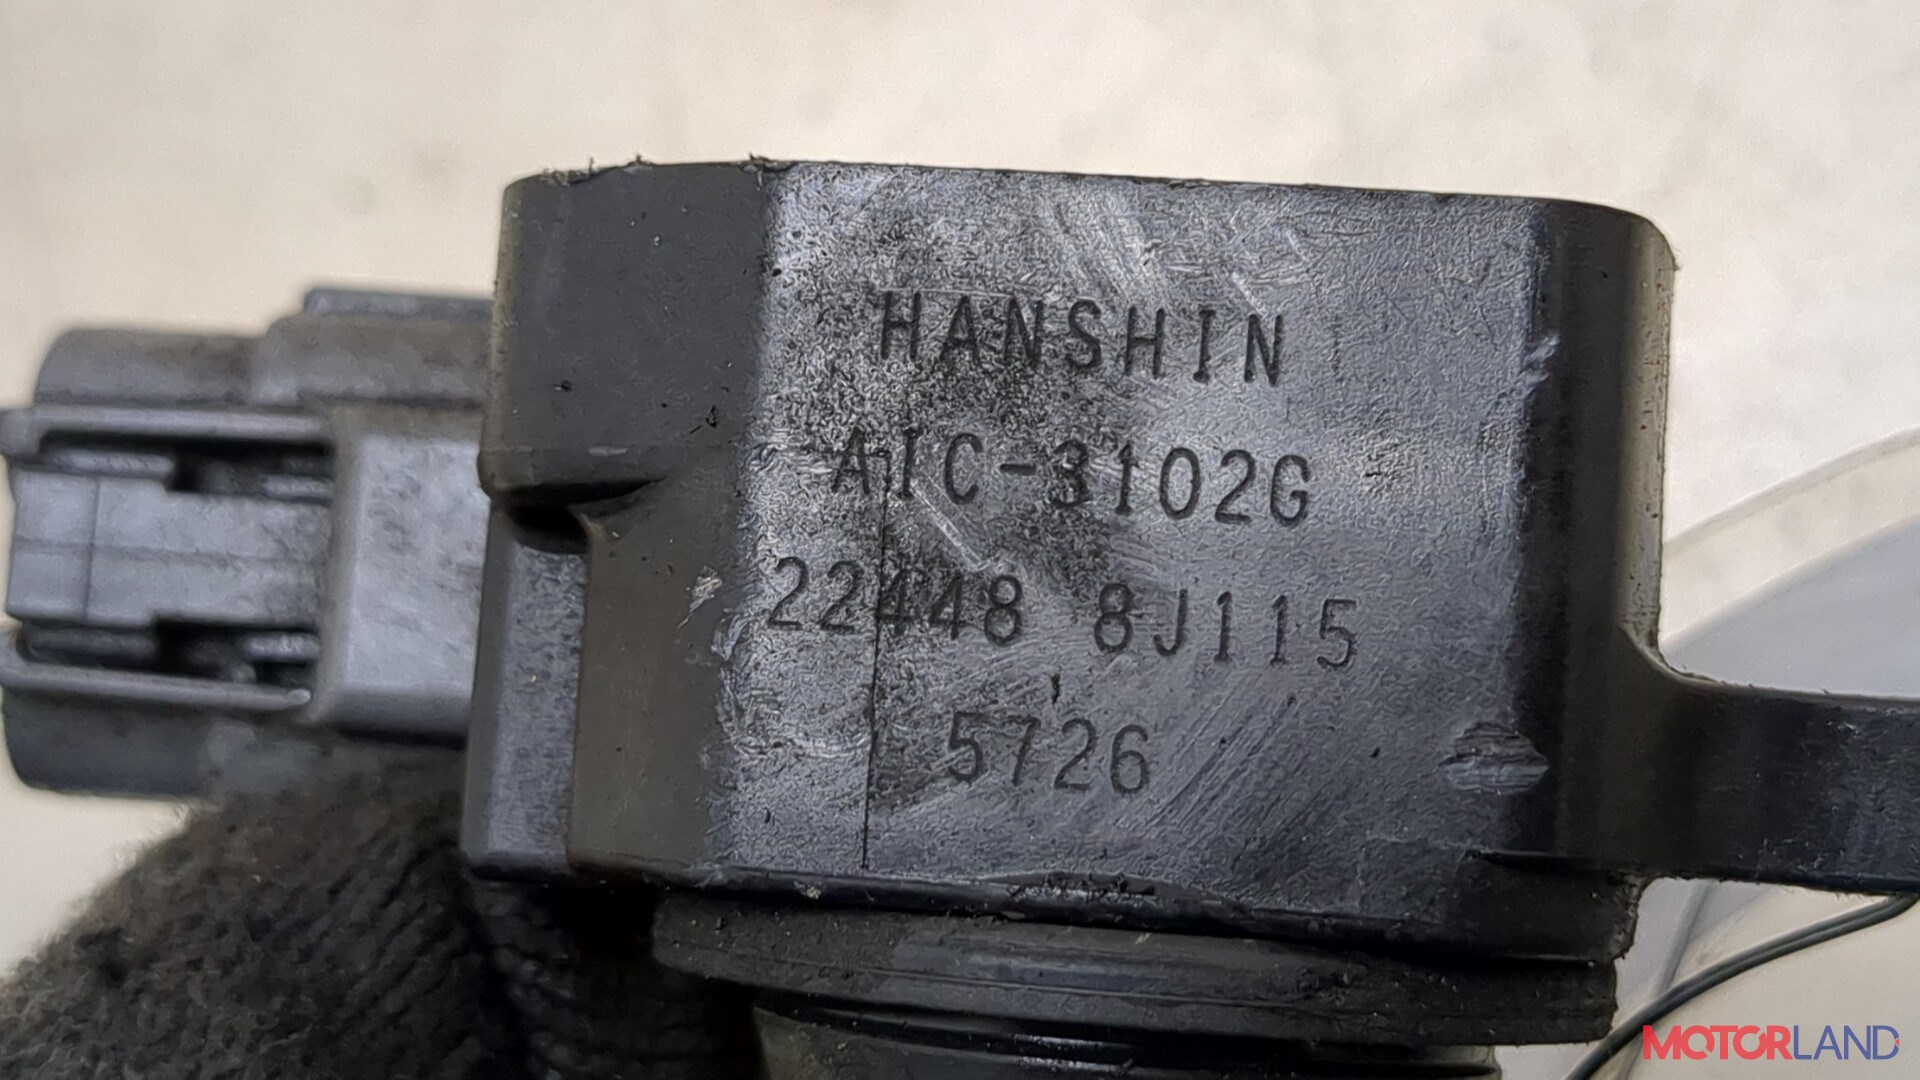 HANSHIN
AIC-3102G
22448 8J115
5726
MOTORLAND